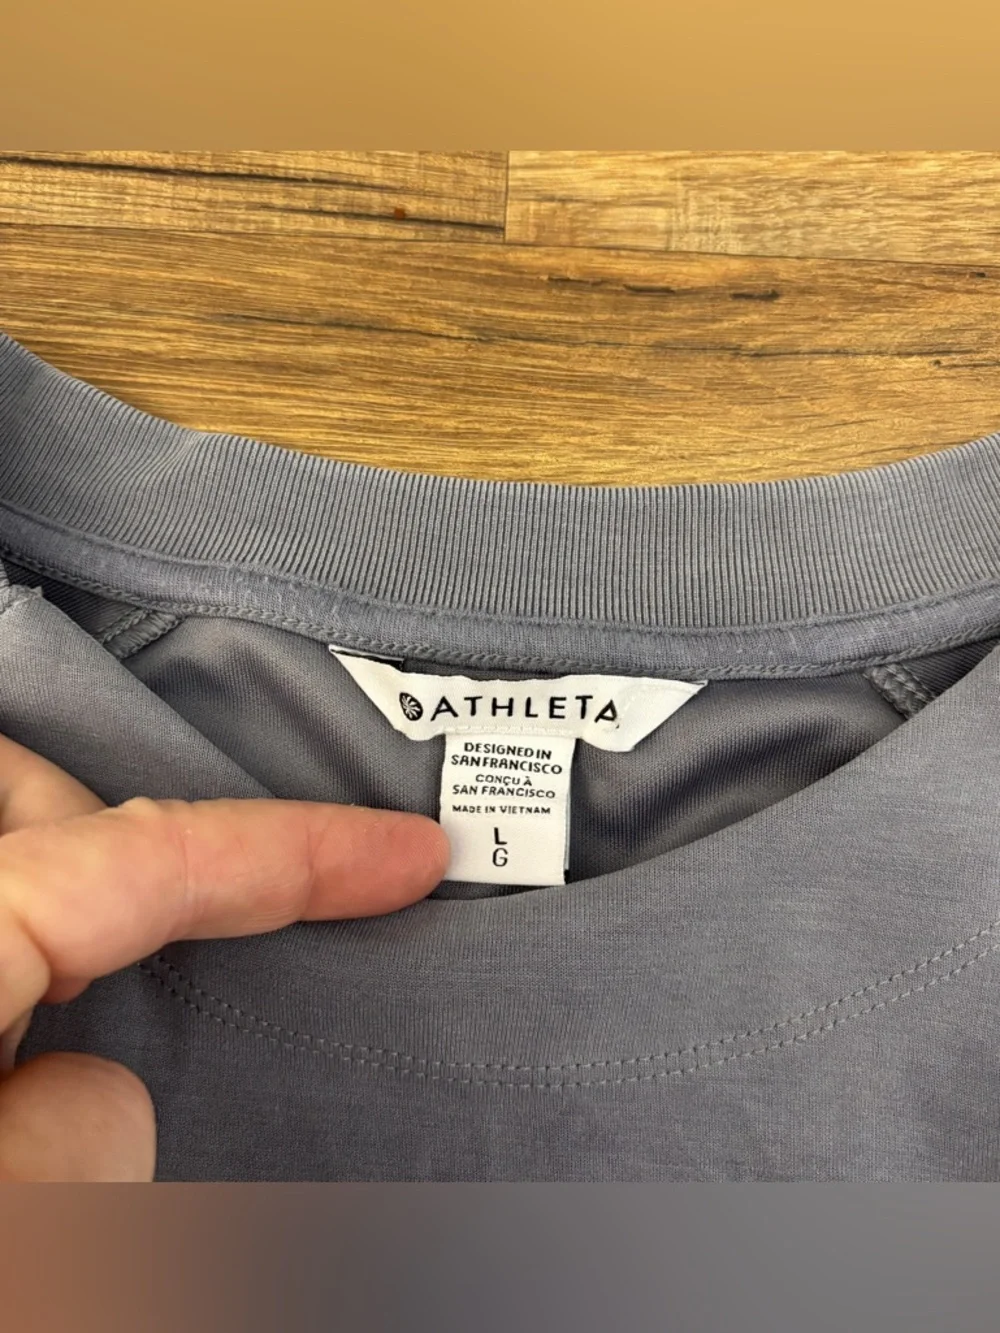 ATHLETA
DESIGNED IN
SAN FRANCISCO
CONÇU À
SAN FRANCISCO
MADE IN VIETNAM
L
G